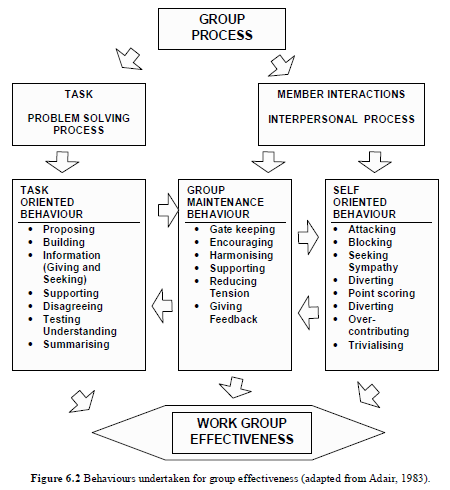 GROUP
PROCESS
TASK
PROBLEM SOLVING
PROCESS
MEMBER INTERACTIONS
INTERPERSONAL PROCESS
TASK
ORIENTED
BEHAVIOUR
• Proposing
• Building
• Information
(Giving and
Seeking)
• Supporting
• Disagreeing
• Testing
Understanding
• Summarising
GROUP
MAINTENANCE
BEHAVIOUR
• Gate keeping
• Encouraging
• Harmonising
• Supporting
• Reducing
Tension
• Giving
Feedback
SELF
ORIENTED
BEHAVIOUR
• Attacking
• Blocking
• Seeking
Sympathy
• Diverting
• Point scoring
• Diverting
• Over-
contributing
• Trivialising
WORK GROUP
EFFECTIVENESS
Figure 6.2 Behaviours undertaken for group effectiveness (adapted from Adair, 1983).